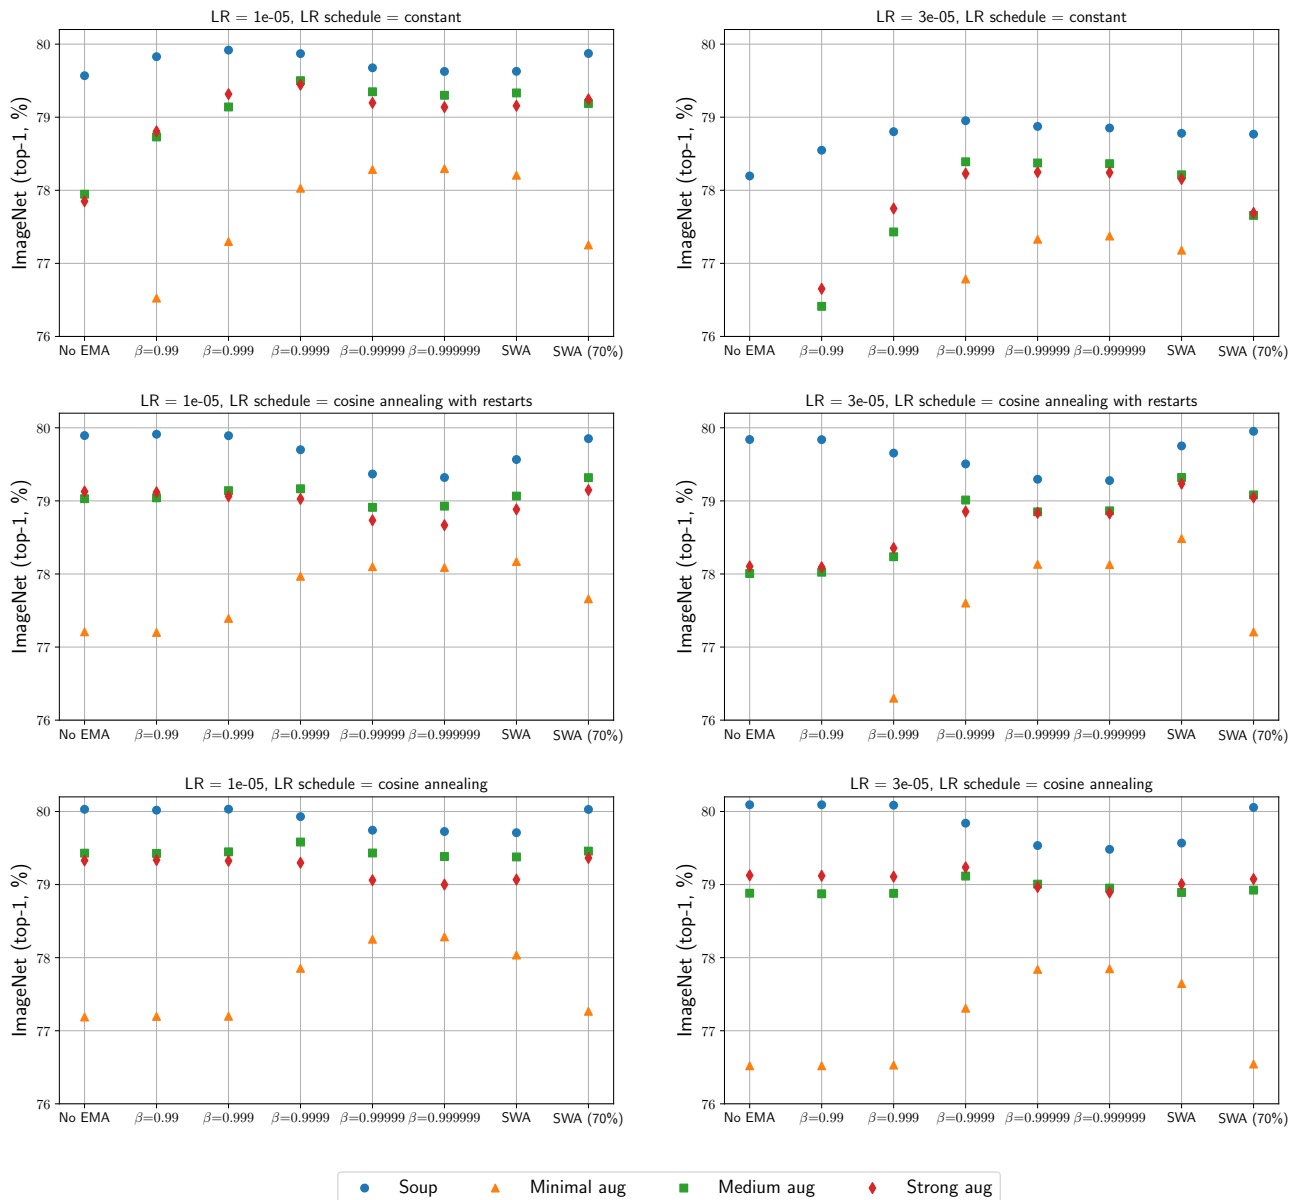 LR = 1e-05, LR schedule = constant
ImageNet (top-1, %)
80
79
78
77
76
No EMA β=0.99 β=0.999 β=0.9999 β=0.99999 β=0.999999 SWA SWA (70%)
LR = 3e-05, LR schedule = constant
ImageNet (top-1, %)
80
79
78
77
76
No EMA β=0.99 β=0.999 β=0.9999 β=0.99999 β=0.999999 SWA SWA (70%)
LR = 1e-05, LR schedule = cosine annealing with restarts
ImageNet (top-1, %)
80
79
78
77
76
No EMA β=0.99 β=0.999 β=0.9999 β=0.99999 β=0.999999 SWA SWA (70%)
LR = 3e-05, LR schedule = cosine annealing with restarts
ImageNet (top-1, %)
80
79
78
77
76
No EMA β=0.99 β=0.999 β=0.9999 β=0.99999 β=0.999999 SWA SWA (70%)
LR = 1e-05, LR schedule = cosine annealing
ImageNet (top-1, %)
80
79
78
77
76
No EMA β=0.99 β=0.999 β=0.9999 β=0.99999 β=0.999999 SWA SWA (70%)
LR = 3e-05, LR schedule = cosine annealing
ImageNet (top-1, %)
80
79
78
77
76
No EMA β=0.99 β=0.999 β=0.9999 β=0.99999 β=0.999999 SWA SWA (70%)
Soup Minimal aug Medium aug Strong aug